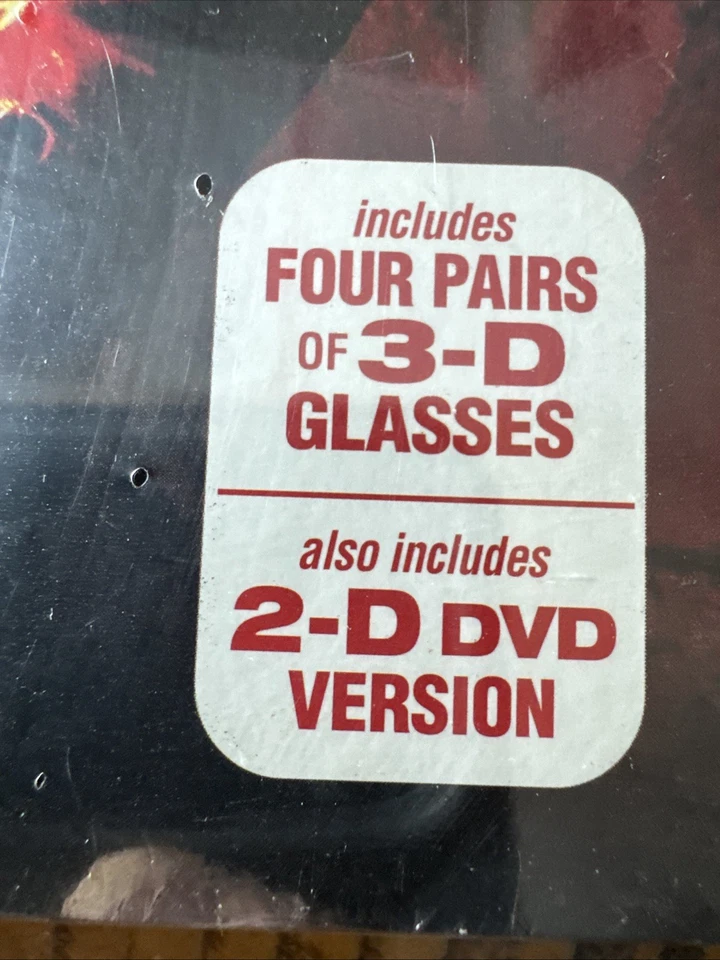 includes
FOUR PAIRS
OF 3-D
GLASSES
also includes
2-D DVD
VERSION